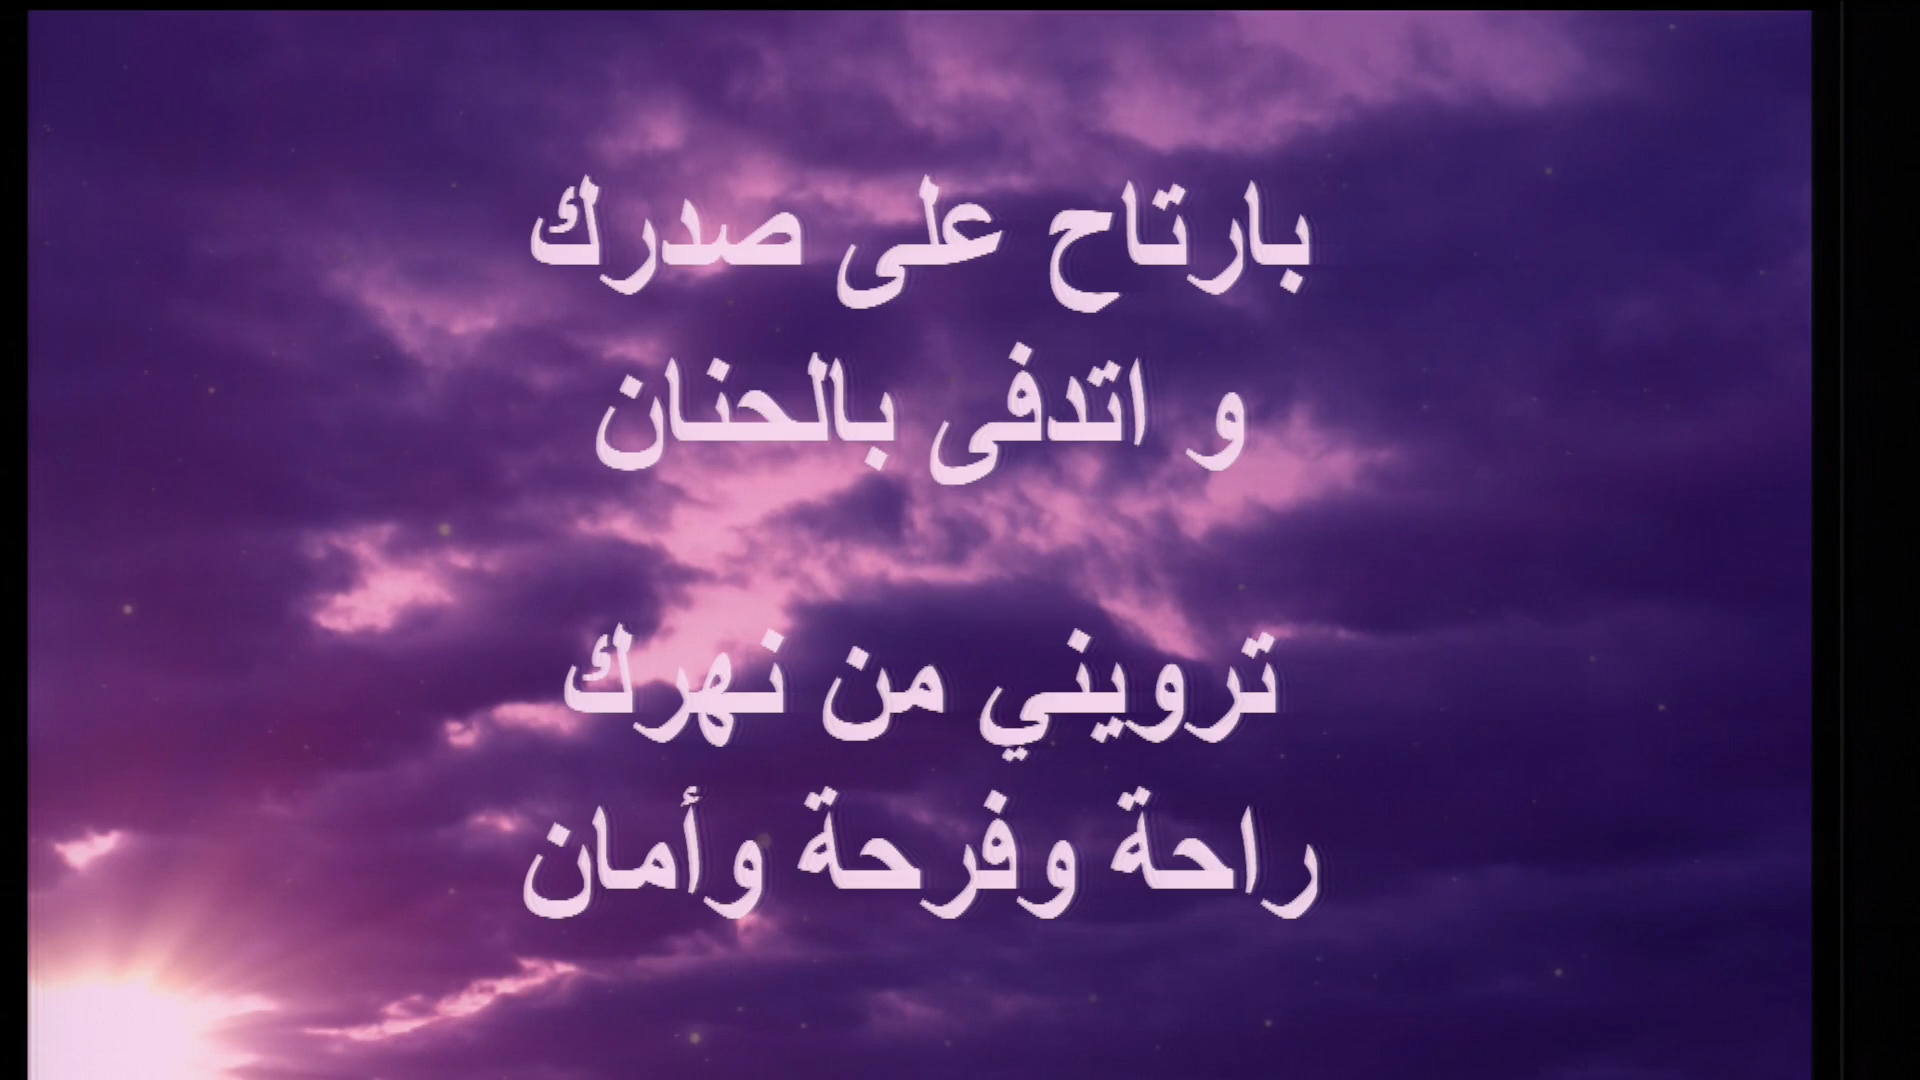 بارتاح على صدرك
و اتدفى بالحنان
ترويني من نهرك
راحة وفرحة وأمان